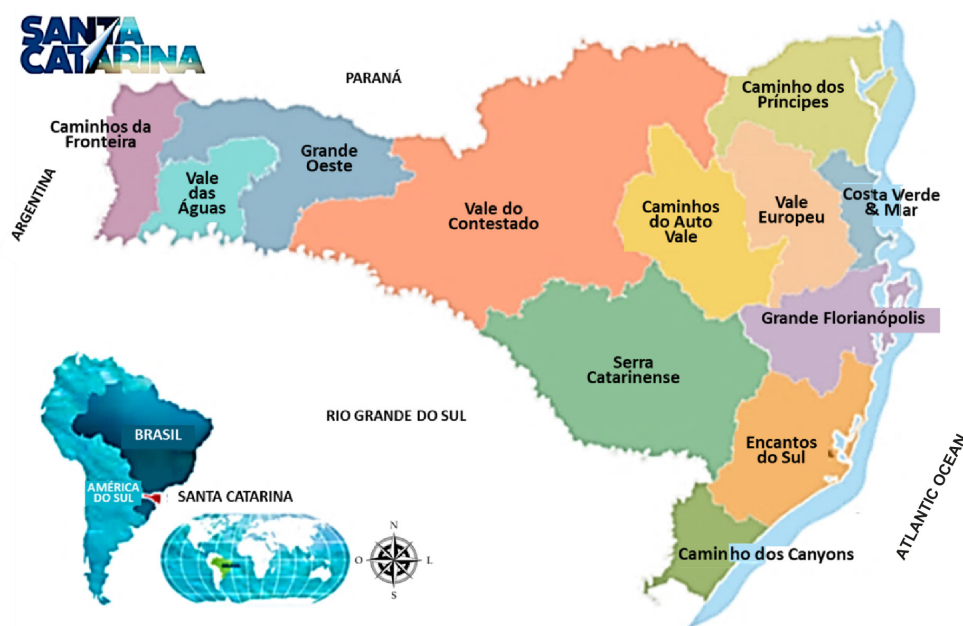 SANTA
CATARINA
PARANÁ
Caminho dos
Príncipes
Caminhos da
Fronteira
Grande
Oeste
Vale
das
Águas
ARGENTINA
Vale do
Contestado
Caminhos
do Auto
Vale
Vale
Europeu
Costa Verde
& Mar
Grande Florianópolis
Serra
Catarinense
RIO GRANDE DO SUL
Encantos
do Sul
ATLANTIC OCEAN
Caminho dos Canyons
BRASIL
AMÉRICA
DO SUL
SANTA CATARINA
N
O
L
S